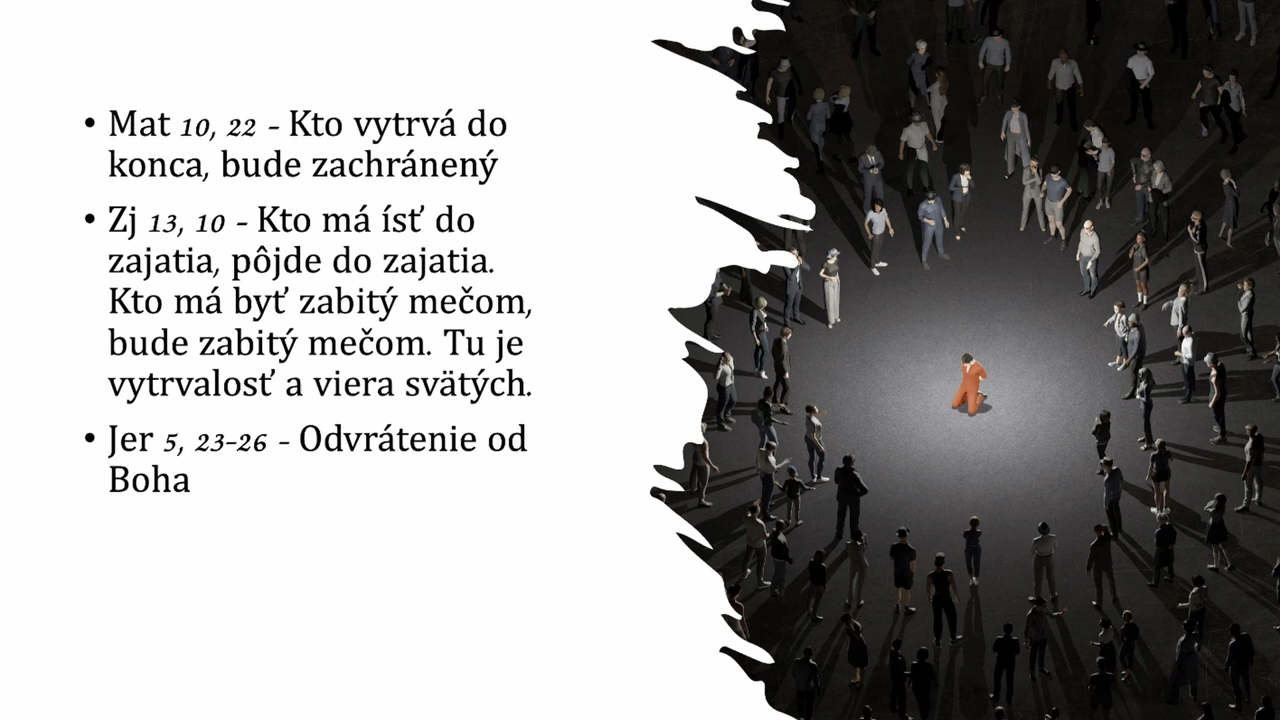 • Mat 10, 22 – Kto vytrvá do
konca, bude zachránený
• Zj 13, 10 – Kto má ísť do
zajatia, pôjde do zajatia.
Kto má byť zabitý mečom,
bude zabitý mečom. Tu je
vytrvalosť a viera svätých.
• Jer 5, 23-26 – Odvrátenie od
Boha